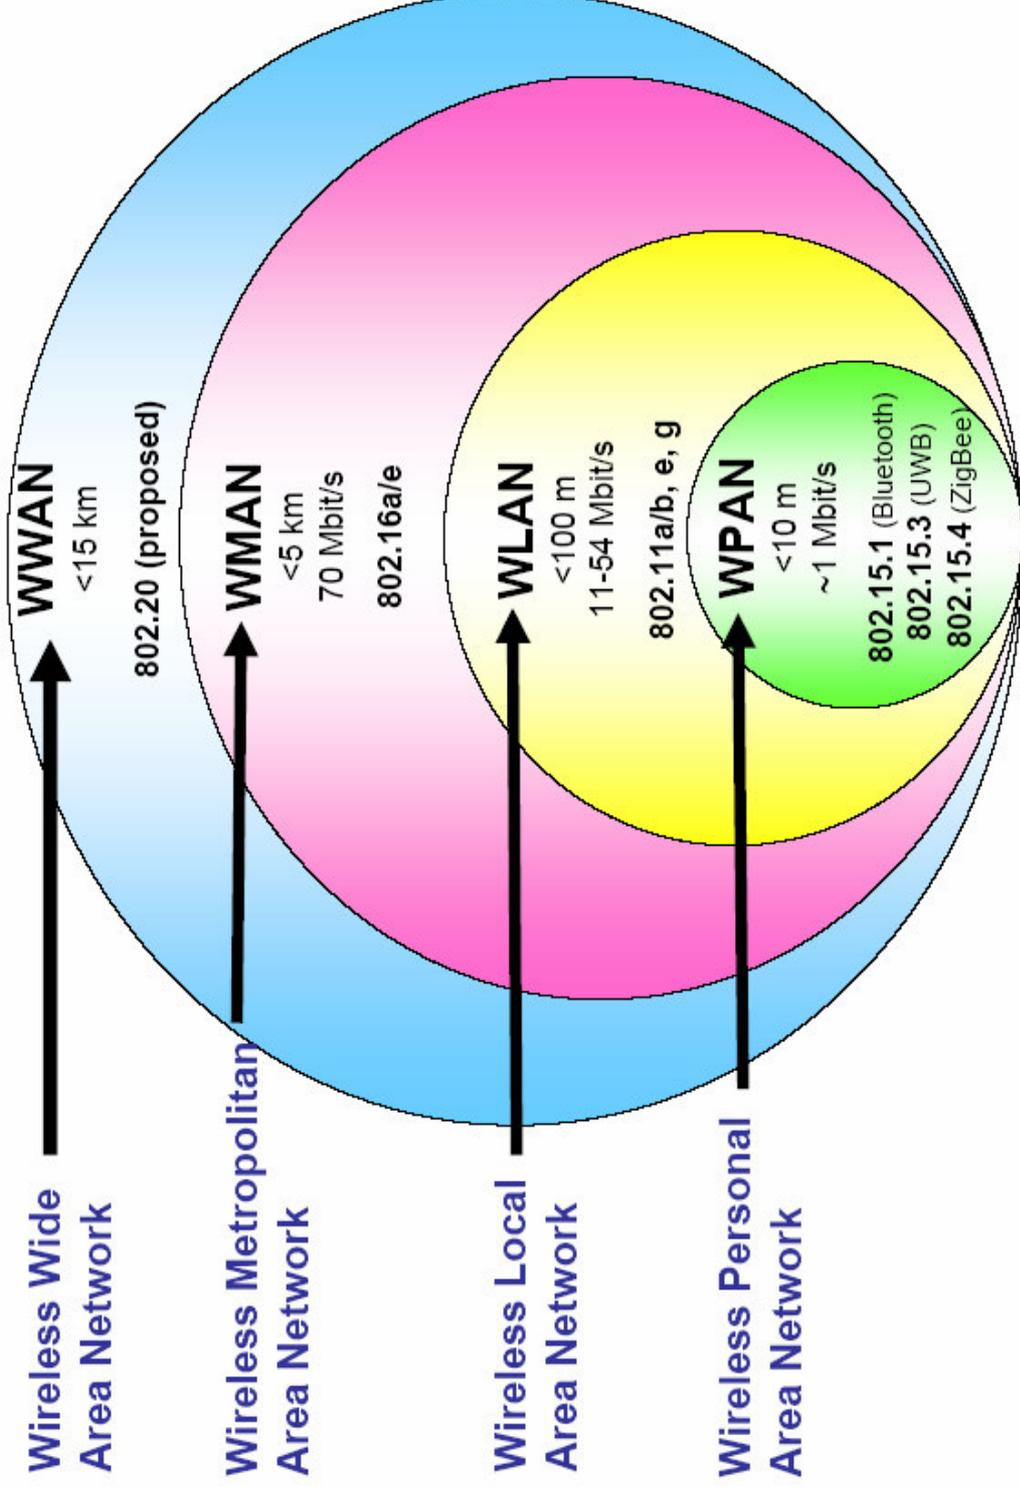 Wireless Wide
Area Network
WWAN
<15 km
802.20 (proposed)
Wireless Metropolitan
Area Network
WMAN
<5 km
70 Mbit/s
802.16a/e
Wireless Local
Area Network
WLAN
<100 m
11-54 Mbit/s
802.11a/b, e, g
Wireless Personal
Area Network
WPAN
<10 m
~1 Mbit/s
802.15.1 (Bluetooth)
802.15.3 (UWB)
802.15.4 (ZigBee)